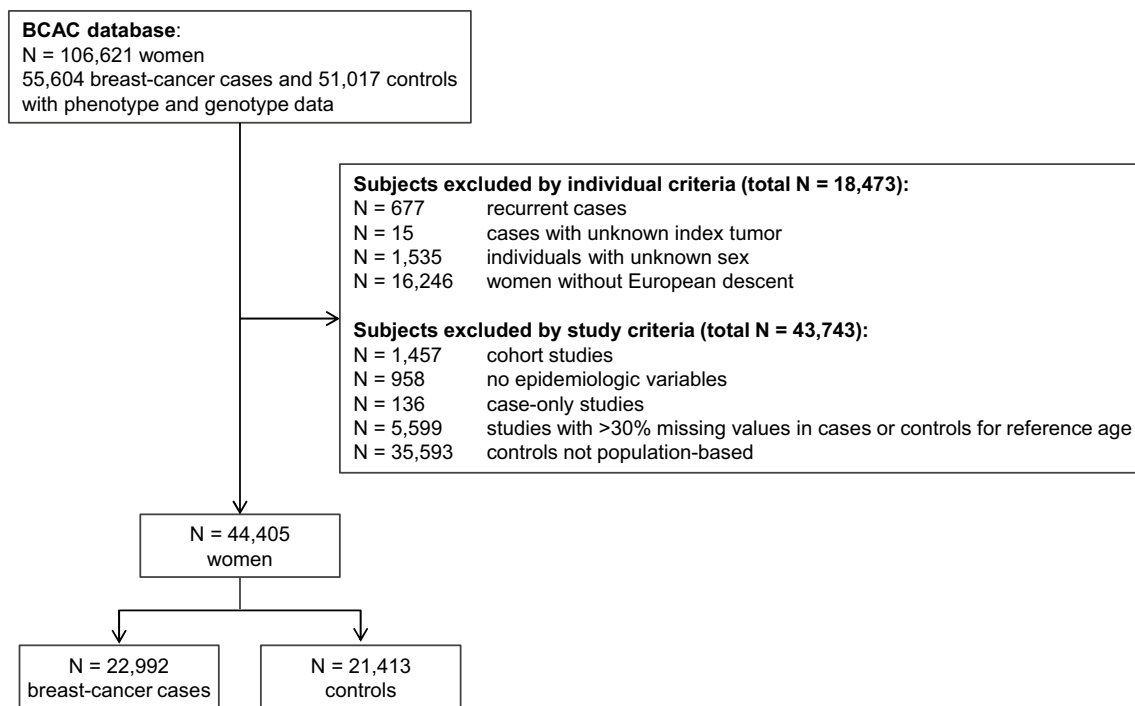 BCAC database:
N = 106,621 women
55,604 breast-cancer cases and 51,017 controls
with phenotype and genotype data
Subjects excluded by individual criteria (total N = 18,473):
N = 677 recurrent cases
N = 15 cases with unknown index tumor
N = 1,535 individuals with unknown sex
N = 16,246 women without European descent
Subjects excluded by study criteria (total N = 43,743):
N = 1,457 cohort studies
N = 958 no epidemiologic variables
N = 136 case-only studies
N = 5,599 studies with >30% missing values in cases or controls for reference age
N = 35,593 controls not population-based
N = 44,405
women
N = 22,992
breast-cancer cases
N = 21,413
controls